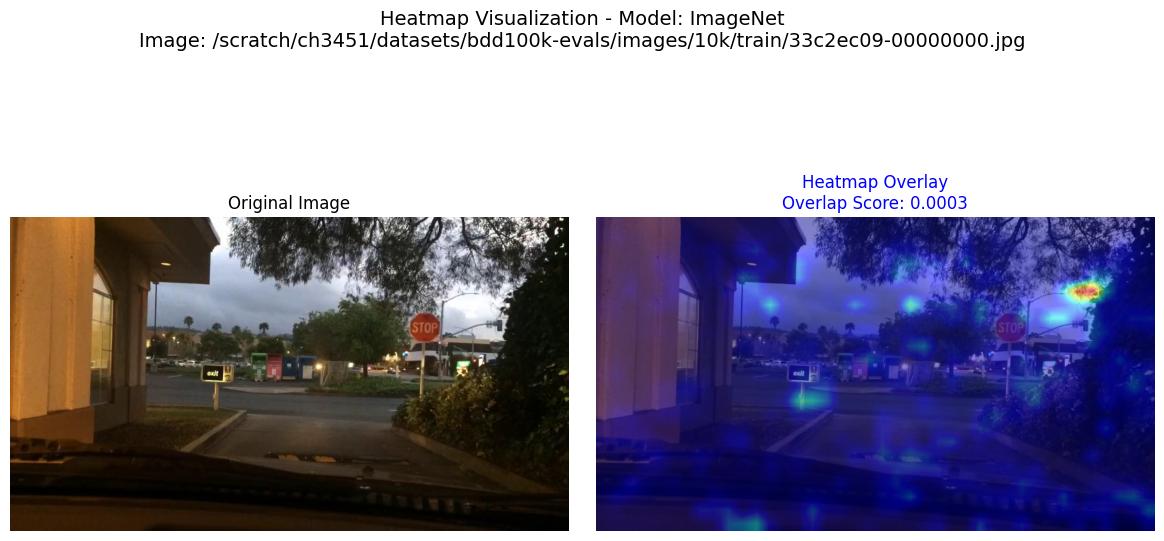 Heatmap Visualization - Model: ImageNet
Image: /scratch/ch3451/datasets/bdd100k-evals/images/10k/train/33c2ec09-00000000.jpg
Original Image
Heatmap Overlay
Overlap Score: 0.0003
STOP
exit
STOP
exit